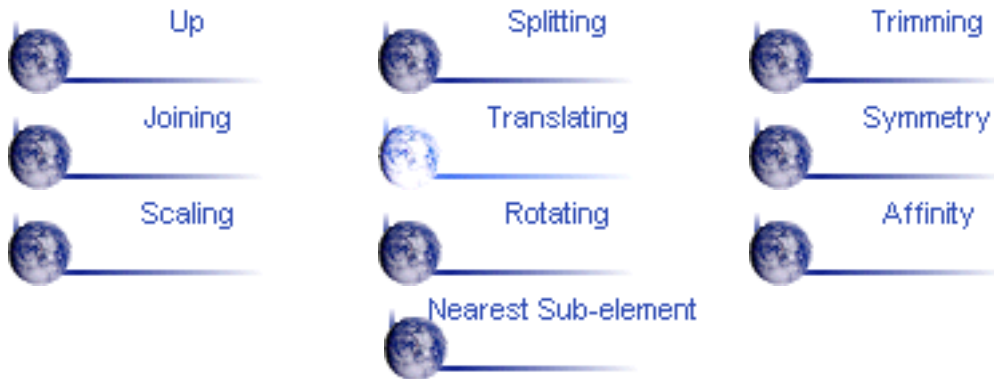 Up
Splitting
Trimming
Joining
Translating
Symmetry
Scaling
Rotating
Affinity
Nearest Sub-element